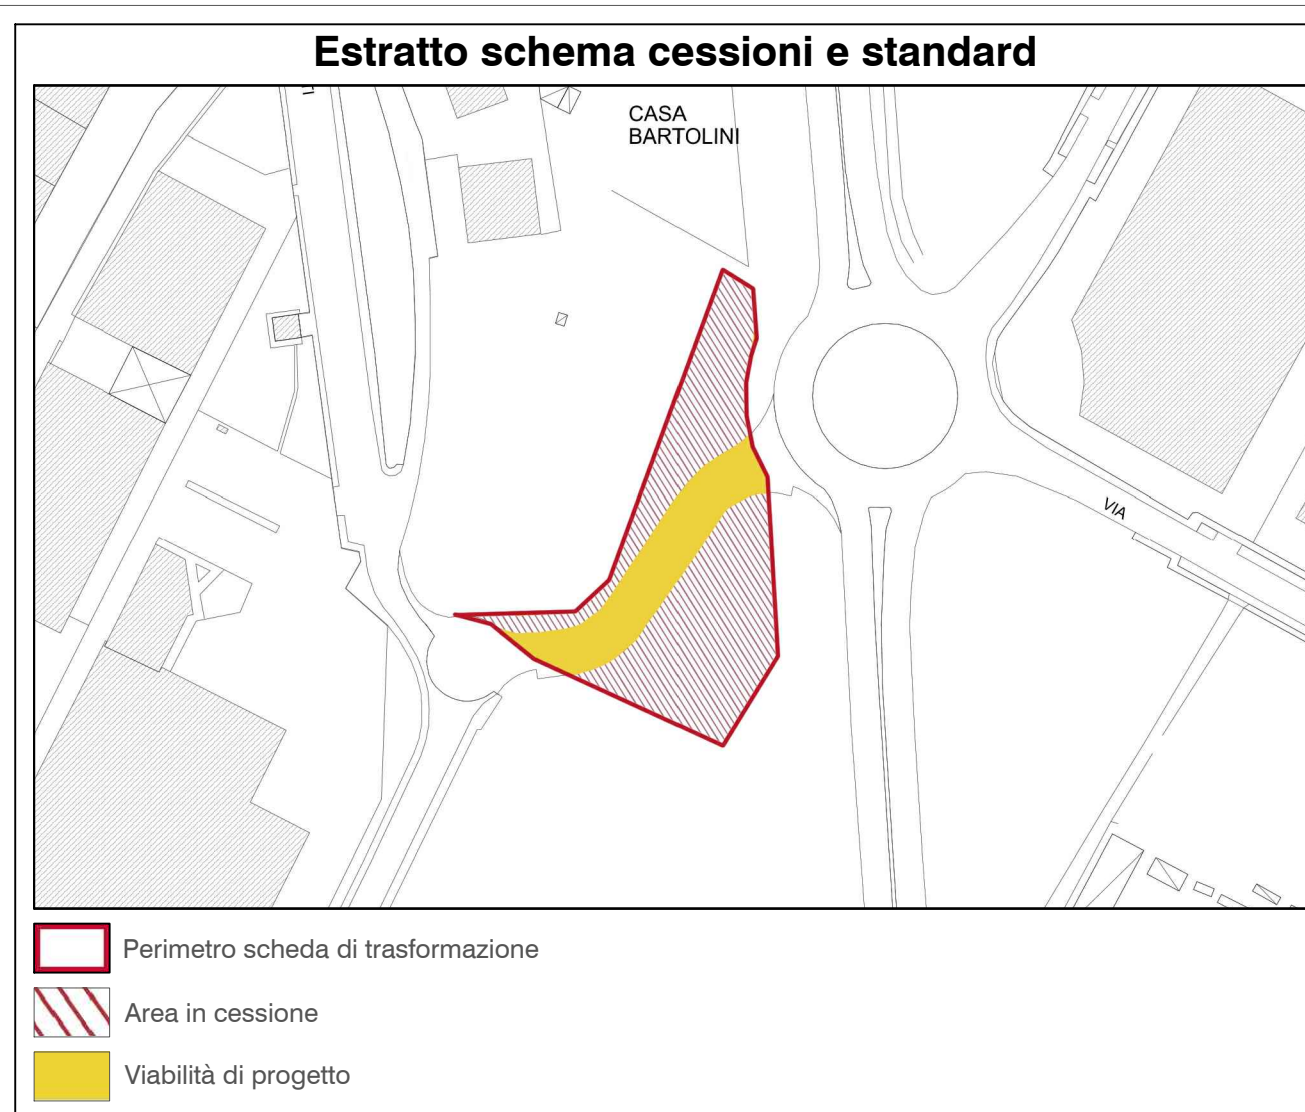 Estratto schema cessioni e standard
CASA
BARTOLINI
VIA
Perimetro scheda di trasformazione
Area in cessione
Viabilità di progetto